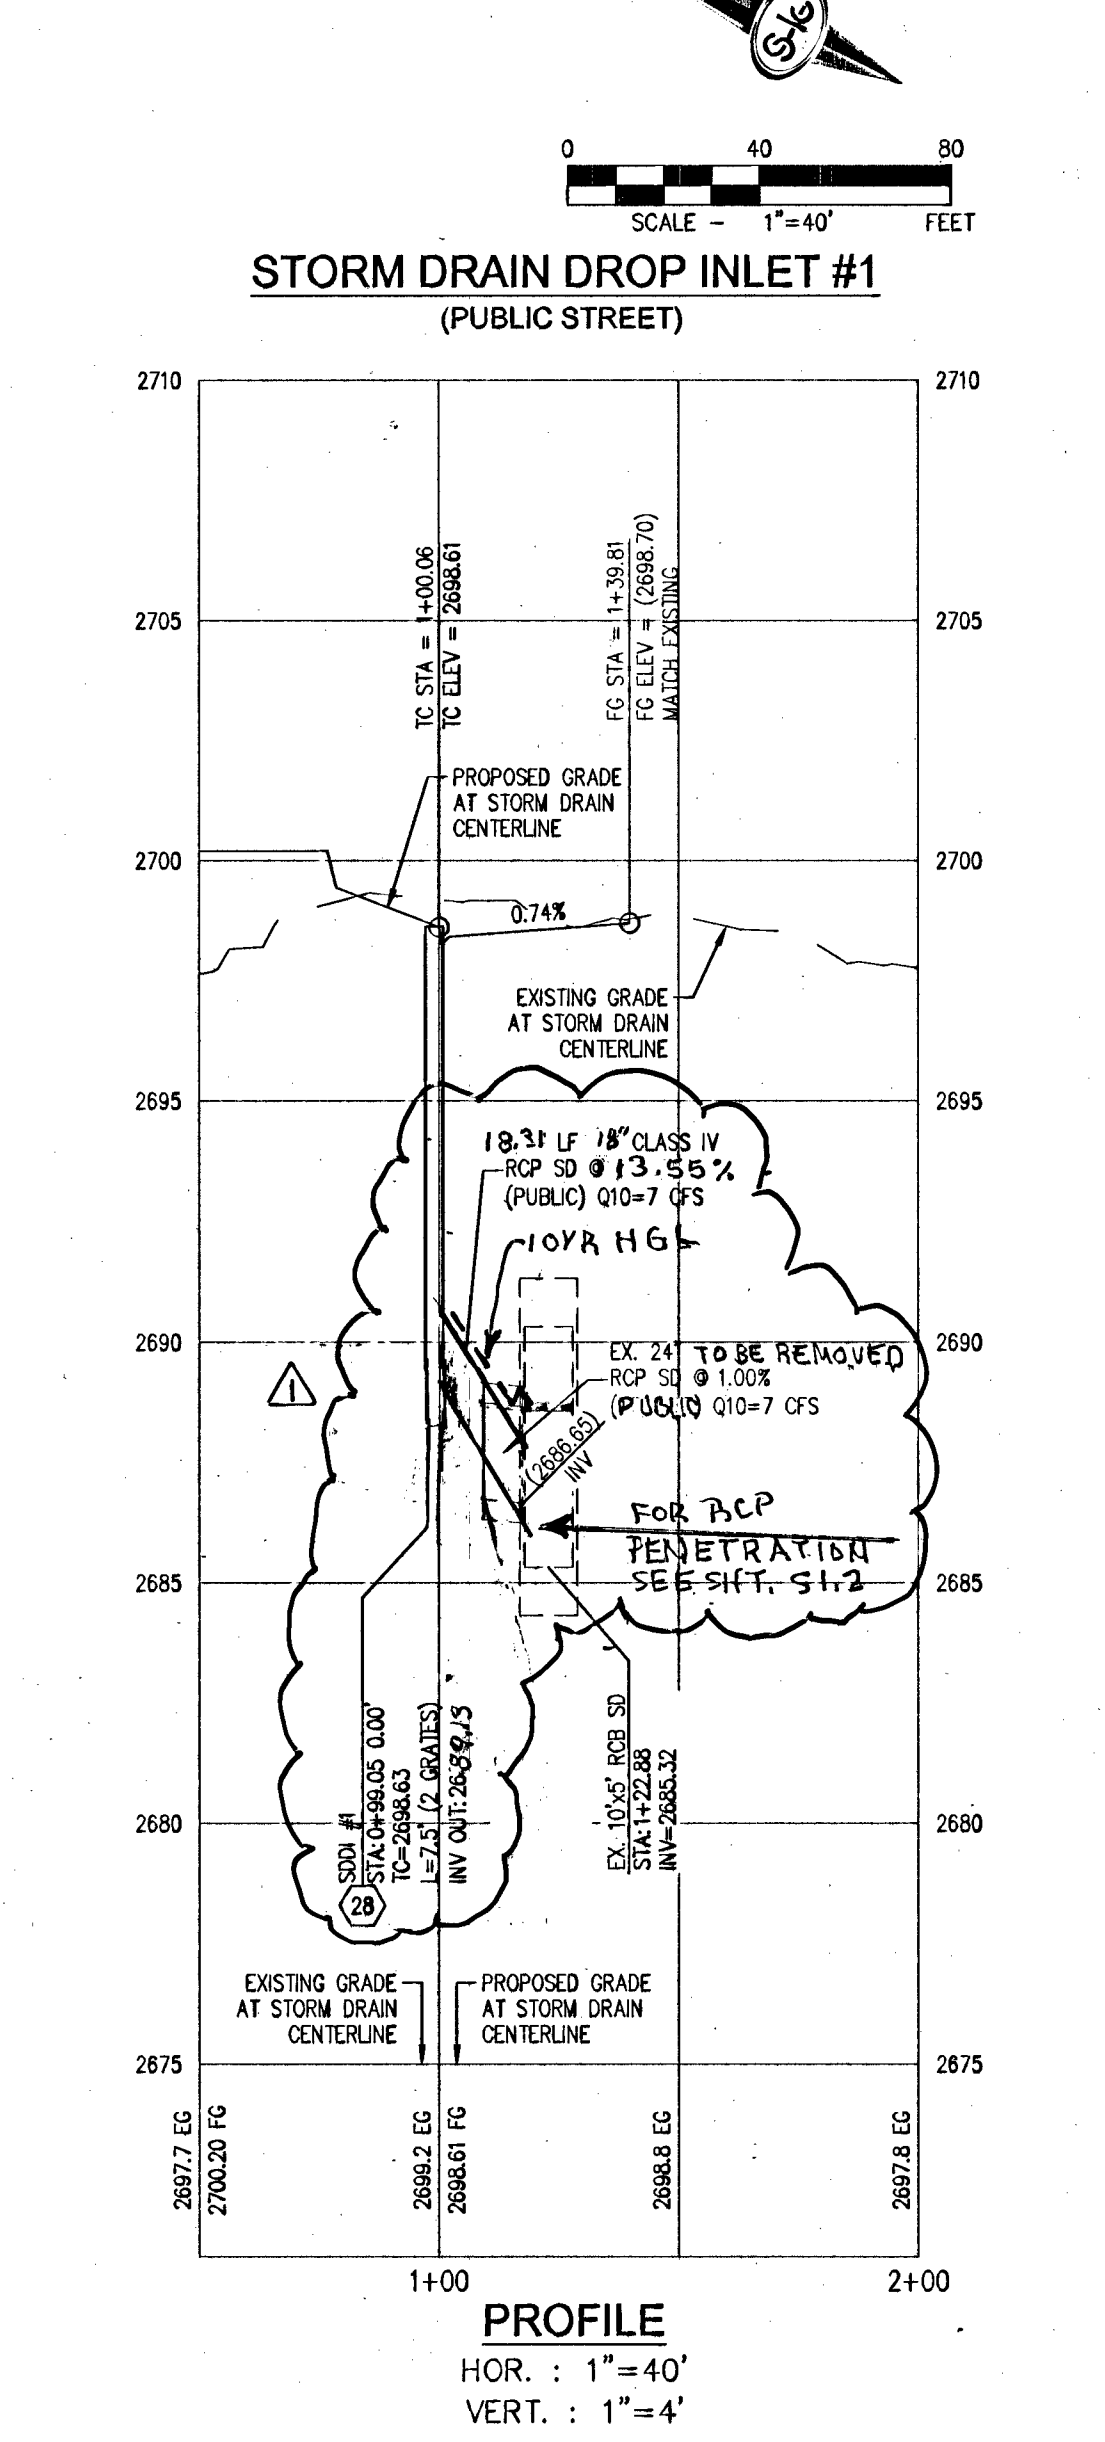 S-16
0 40 80
SCALE - 1"=40' FEET
STORM DRAIN DROP INLET #1
(PUBLIC STREET)
2710 2710
TC STA = 1+00.06
TC ELEV = 2698.61
FG STA = 1+39.81
FG ELEV = (2698.70)
MATCH EXISTING
2705 2705
PROPOSED GRADE
AT STORM DRAIN
CENTERLINE
2700 2700
0.74%
EXISTING GRADE
AT STORM DRAIN
CENTERLINE
2695 2695
18.31 LF 18" CLASS IV
RCP SD @ 13.55%
(PUBLIC) Q10=7 CFS
10YR HGL
2690 2690
EX. 24" TO BE REMOVED
RCP SD @ 1.00%
(PUBLIC) Q10=7 CFS
1
(2686.65)
INV
FOR RCP
PENETRATION
SEE SHT. S1.2
2685 2685
SDDI #1
STA: 0+99.05 0.00'
TC=2698.63
L=7.5' (2 GRATES)
INV OUT: 2689.13
28
EX. 10'x5' RCB SD
STA: 1+22.88
INV=2685.32
2680 2680
EXISTING GRADE
AT STORM DRAIN
CENTERLINE
PROPOSED GRADE
AT STORM DRAIN
CENTERLINE
2675 2675
2697.7 EG
2700.20 FG
2699.2 EG
2698.61 FG
2698.8 EG
2697.8 EG
1+00 2+00
PROFILE
HOR. : 1"=40'
VERT. : 1"=4'